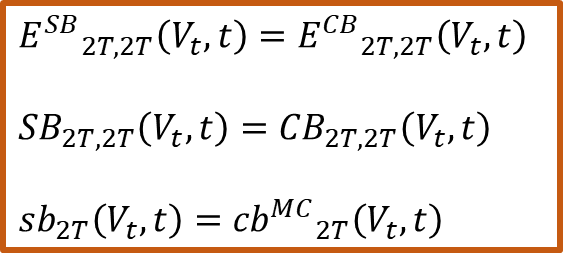 E^{SB}_{2T,2T}(V_t, t) = E^{CB}_{2T,2T}(V_t, t)
SB_{2T,2T}(V_t, t) = CB_{2T,2T}(V_t, t)
sb_{2T}(V_t, t) = cb^{MC}_{2T}(V_t, t)